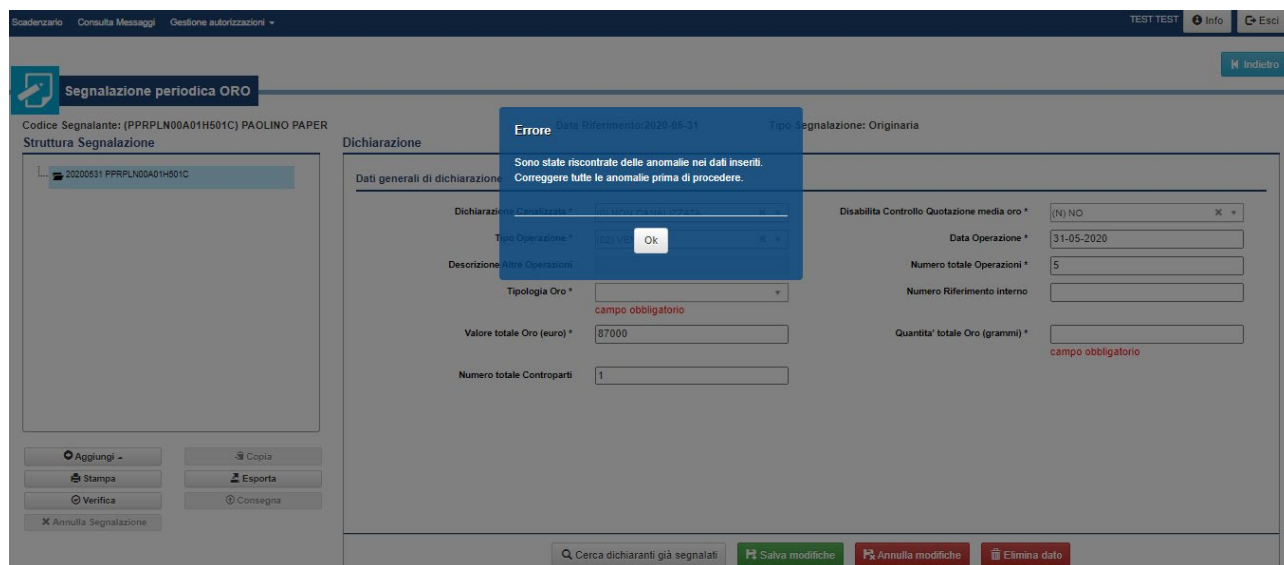 Scadenzario Consulta Messaggi Gestione autorizzazioni TEST TEST Info Esci
Indietro
Segnalazione periodica ORO
Codice Segnalante: (PPRPLN00A01H501C) PAOLINO PAPER Data Riferimento:2020-05-31 Tipo Segnalazione: Originaria
Struttura Segnalazione Dichiarazione
Errore
Sono state riscontrate delle anomalie nei dati inseriti.
Correggere tutte le anomalie prima di procedere.
Ok
20200531 PPRPLN00A01H501C
Dati generali di dichiarazione
Dichiarazione Canalizzata * (N) NON CANALIZZATA Disabilita Controllo Quotazione media oro * (N) NO
Tipo Operazione * (02) VE Data Operazione * 31-05-2020
Descrizione Altre Operazioni Numero totale Operazioni * 5
Tipologia Oro * Numero Riferimento interno
campo obbligatorio
Valore totale Oro (euro) * 87000 Quantita' totale Oro (grammi) *
campo obbligatorio
Numero totale Controparti 1
Aggiungi Copia
Stampa Esporta
Verifica Consegna
Annulla Segnalazione
Cerca dichiaranti già segnalati Salva modifiche Annulla modifiche Elimina dato